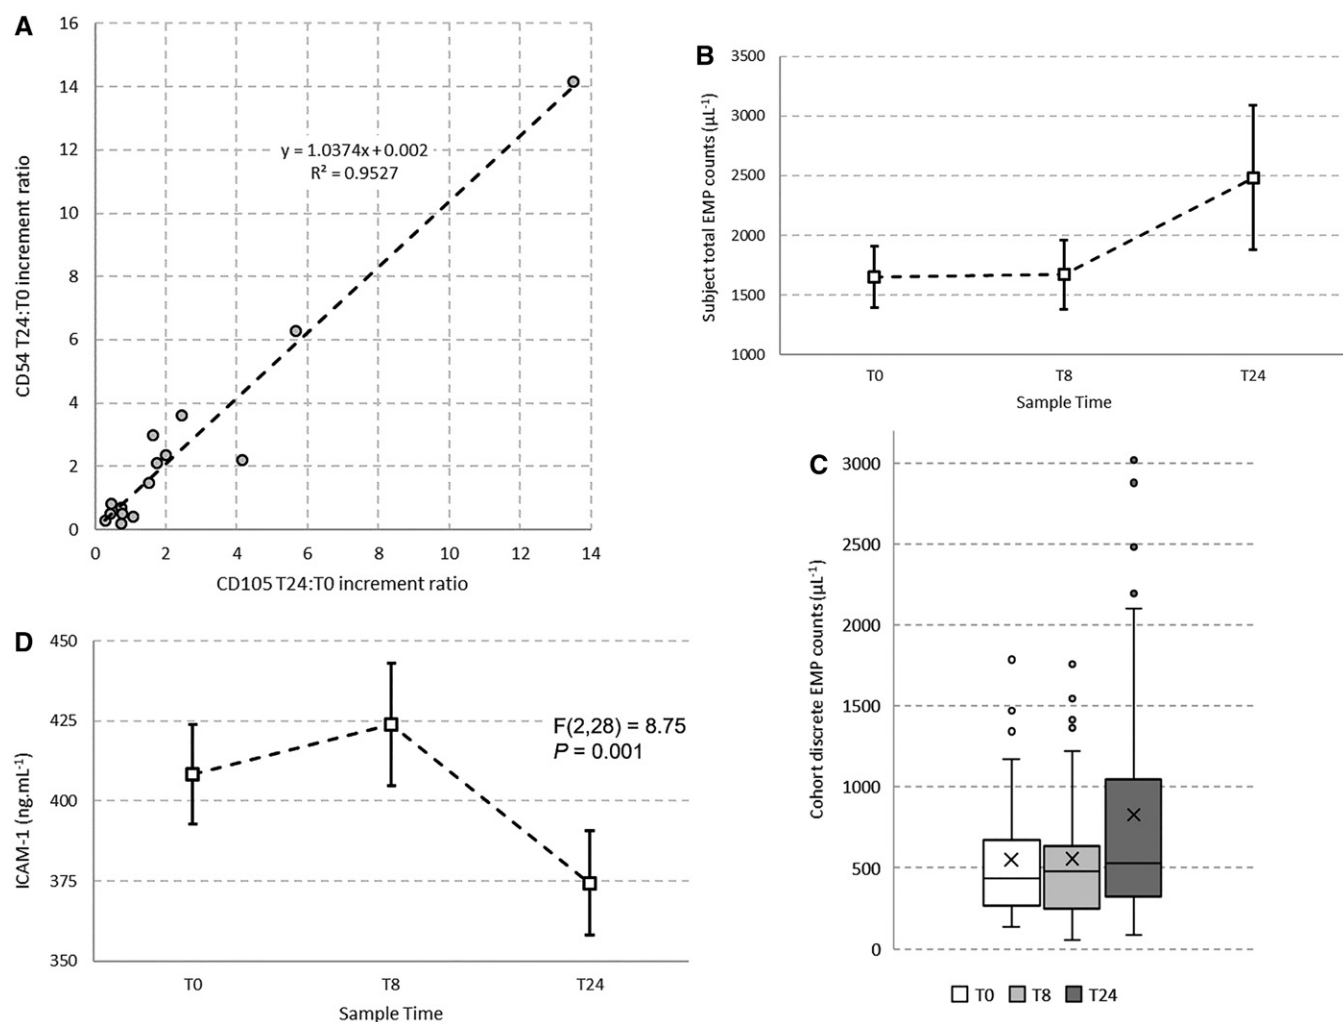 A
16
14
12
10
8
6
4
2
0
0 2 4 6 8 10 12 14
CD54 T24:T0 increment ratio
CD105 T24:T0 increment ratio
y = 1.0374x + 0.002
R² = 0.9527
B
3500
3000
2500
2000
1500
1000
Subject total EMP counts (µL⁻¹)
T0 T8 T24
Sample Time
C
3000
2500
2000
1500
1000
500
0
Cohort discrete EMP counts (µL⁻¹)
T0 T8 T24
D
450
425
400
375
350
ICAM-1 (ng.mL⁻¹)
F(2,28) = 8.75
P = 0.001
T0 T8 T24
Sample Time